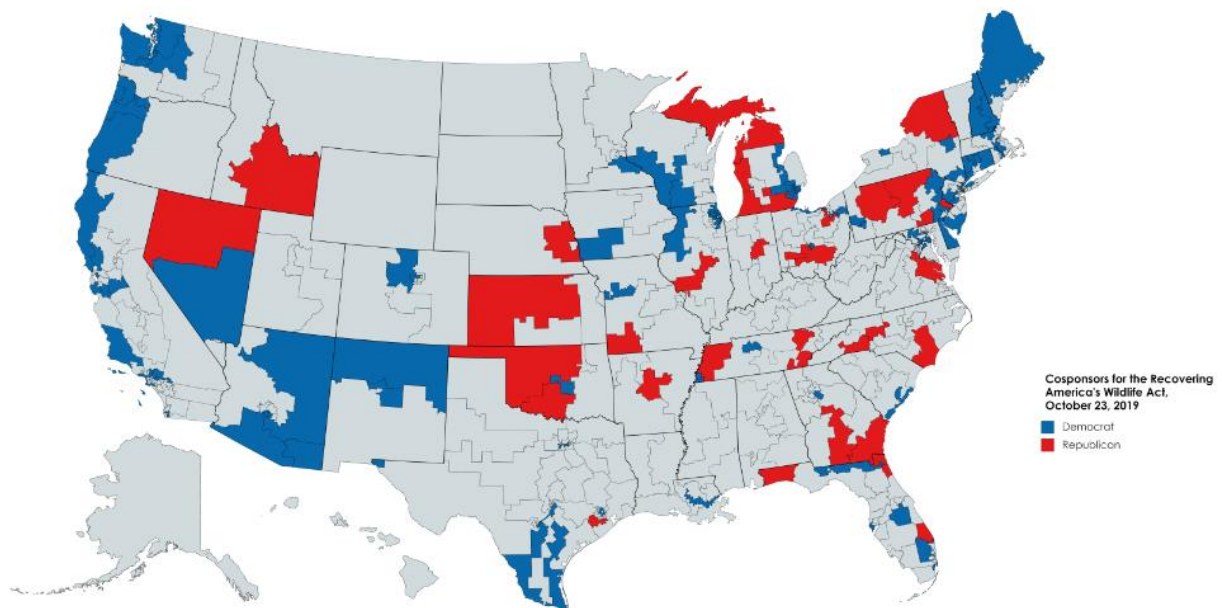 Cosponsors for the Recovering
America's Wildlife Act,
October 23, 2019
Democrat
Republican